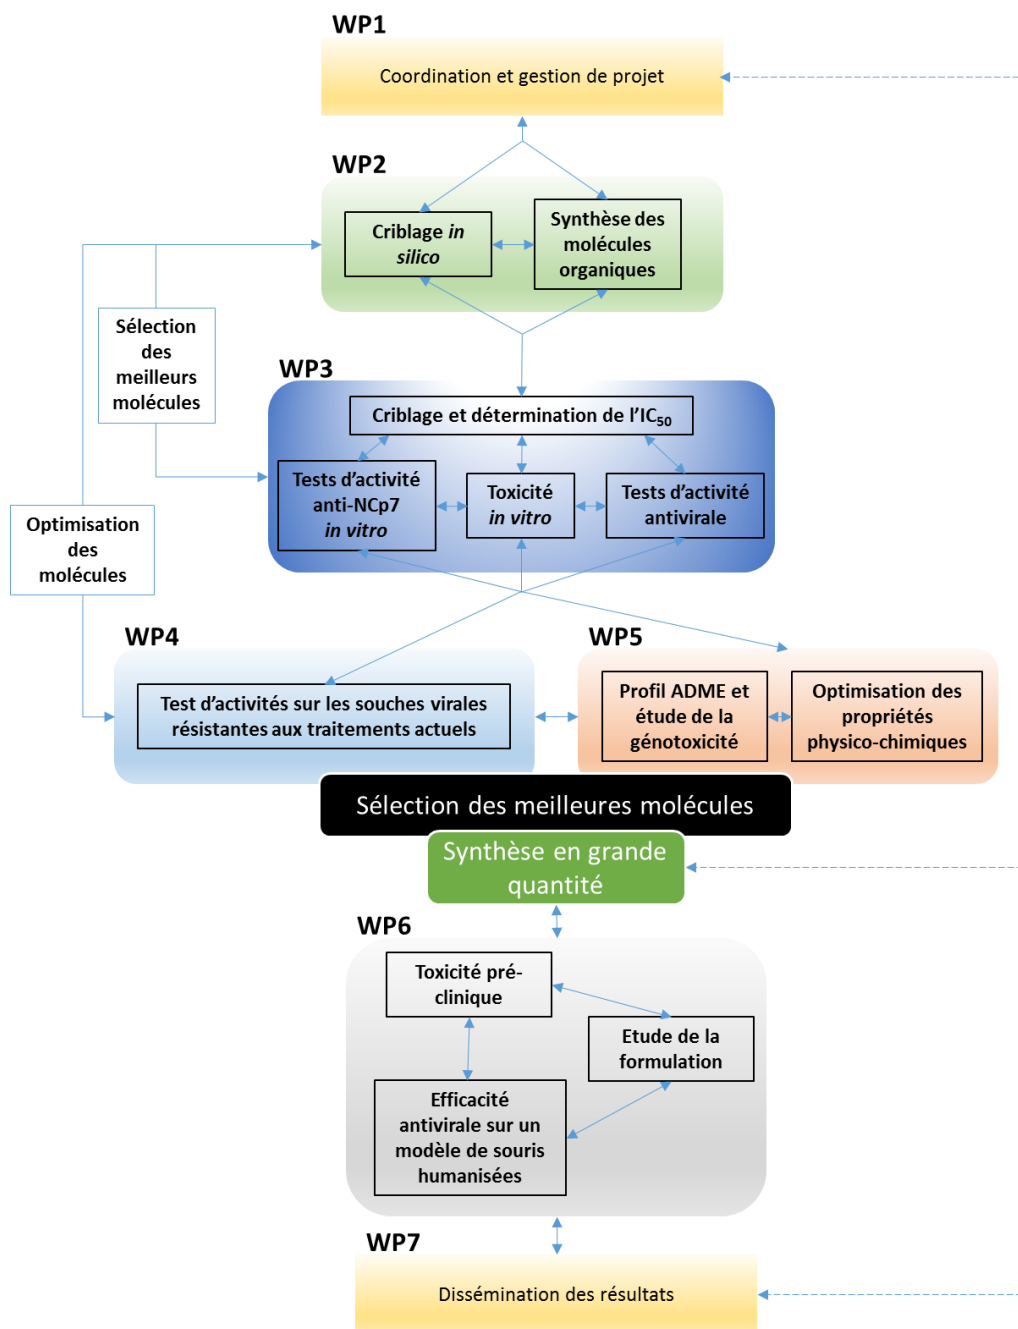 WP1
Coordination et gestion de projet
WP2
Criblage in
silico
Synthèse des
molécules
organiques
Sélection
des
meilleurs
molécules
WP3
Criblage et détermination de l'IC50
Tests d'activité
anti-NCp7
in vitro
Toxicité
in vitro
Tests d'activité
antivirale
Optimisation
des
molécules
WP4
Test d'activités sur les souches virales
résistantes aux traitements actuels
WP5
Profil ADME et
étude de la
génotoxicité
Optimisation des
propriétés
physico-chimiques
Sélection des meilleures molécules
Synthèse en grande
quantité
WP6
Toxicité pré-
clinique
Etude de la
formulation
Efficacité
antivirale sur un
modèle de souris
humanisées
WP7
Dissémination des résultats